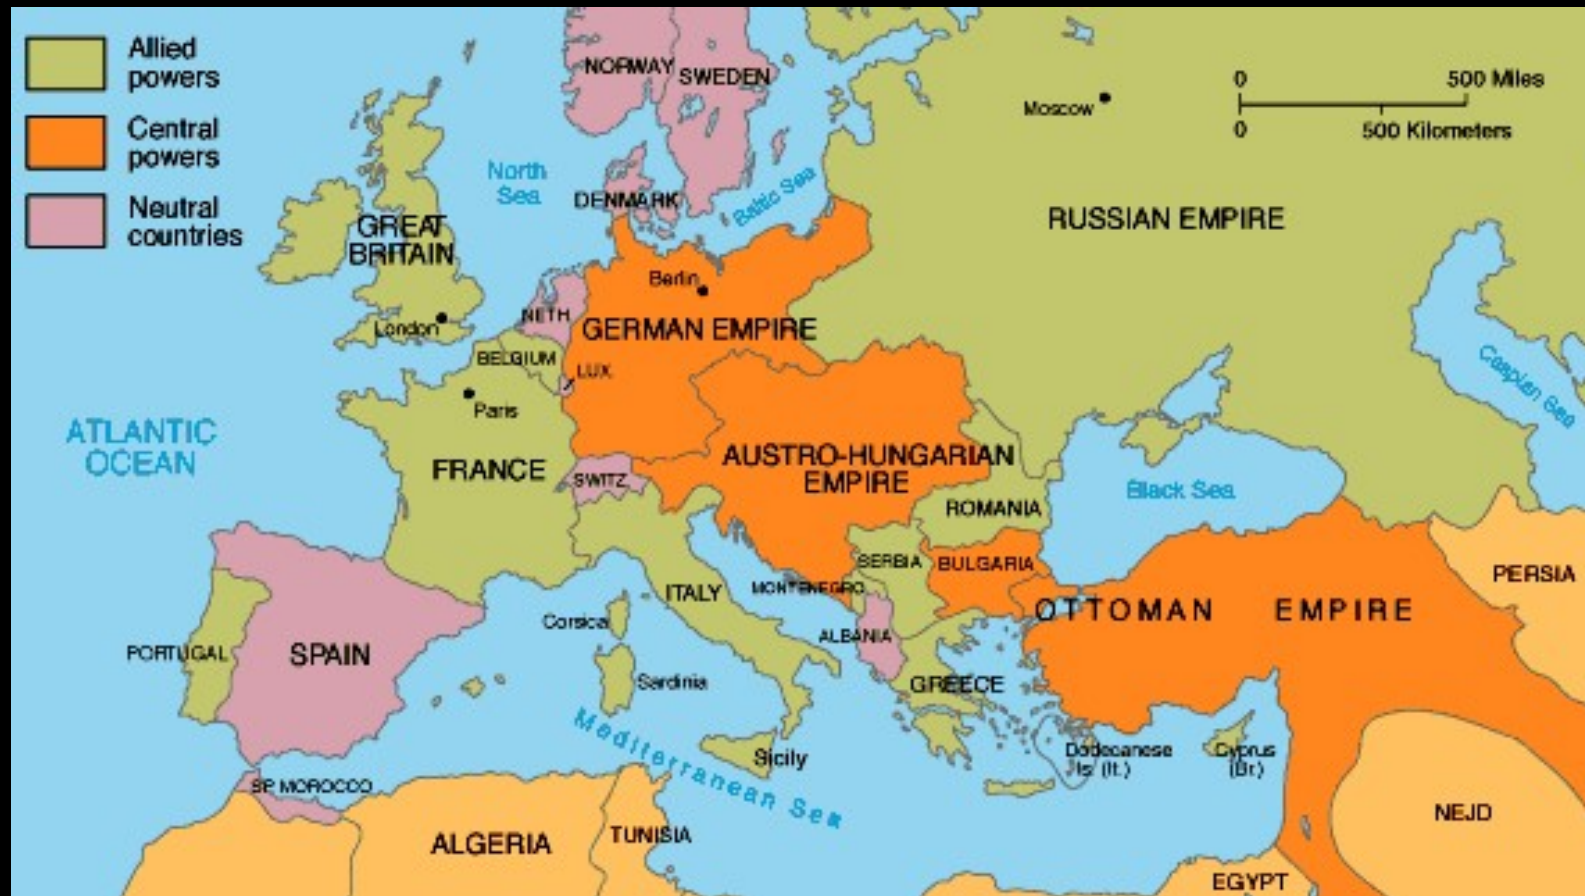 Allied
powers
Central
powers
Neutral
countries
NORWAY
SWEDEN
0
500 Miles
0
500 Kilometers
Moscow
North
Sea
DENMARK
Baltic Sea
RUSSIAN EMPIRE
GREAT
BRITAIN
London
Berlin
NETH
GERMAN EMPIRE
BELGIUM
LUX
Paris
Caspian Sea
ATLANTIC
OCEAN
FRANCE
SWITZ
AUSTRO-HUNGARIAN
EMPIRE
Black Sea
ROMANIA
SERBIA
BULGARIA
PERSIA
MONTENEGRO
ITALY
OTTOMAN EMPIRE
Corsica
ALBANIA
PORTUGAL
SPAIN
Sardinia
GREECE
Mediterranean Sea
Sicily
Dodecanese
Is. (It.)
Cyprus
(Br.)
SP. MOROCCO
ALGERIA
TUNISIA
NEJD
EGYPT